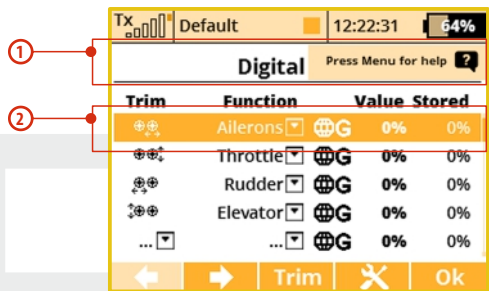 Tx Default 12:22:31 64%
1
Digital Press Menu for help ?
2
Trim Function Value Stored
Ailerons G 0% 0%
Throttle G 0% 0%
Rudder G 0% 0%
Elevator G 0% 0%
... ... G 0% 0%
Trim Ok